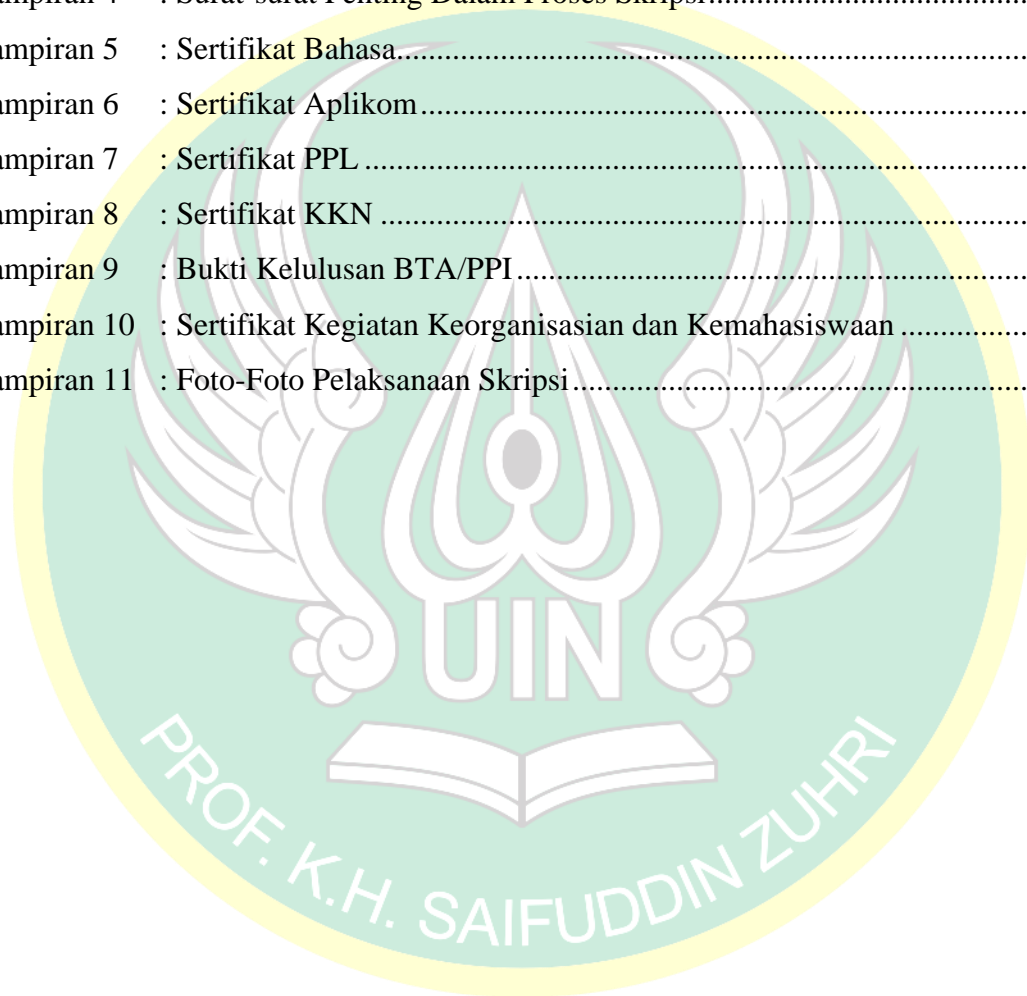 ampiran 4 : Surat-surat Penting Dalam Proses Skripsi........................................
ampiran 5 : Sertifikat Bahasa................................................................................
ampiran 6 : Sertifikat Aplikom.............................................................................
ampiran 7 : Sertifikat PPL....................................................................................
ampiran 8 : Sertifikat KKN..................................................................................
ampiran 9 : Bukti Kelulusan BTA/PPI.................................................................
ampiran 10 : Sertifikat Kegiatan Keorganisasian dan Kemahasiswaan................
ampiran 11 : Foto-Foto Pelaksanaan Skripsi..........................................................
UIN
PROF. K.H. SAIFUDDIN ZUHRI